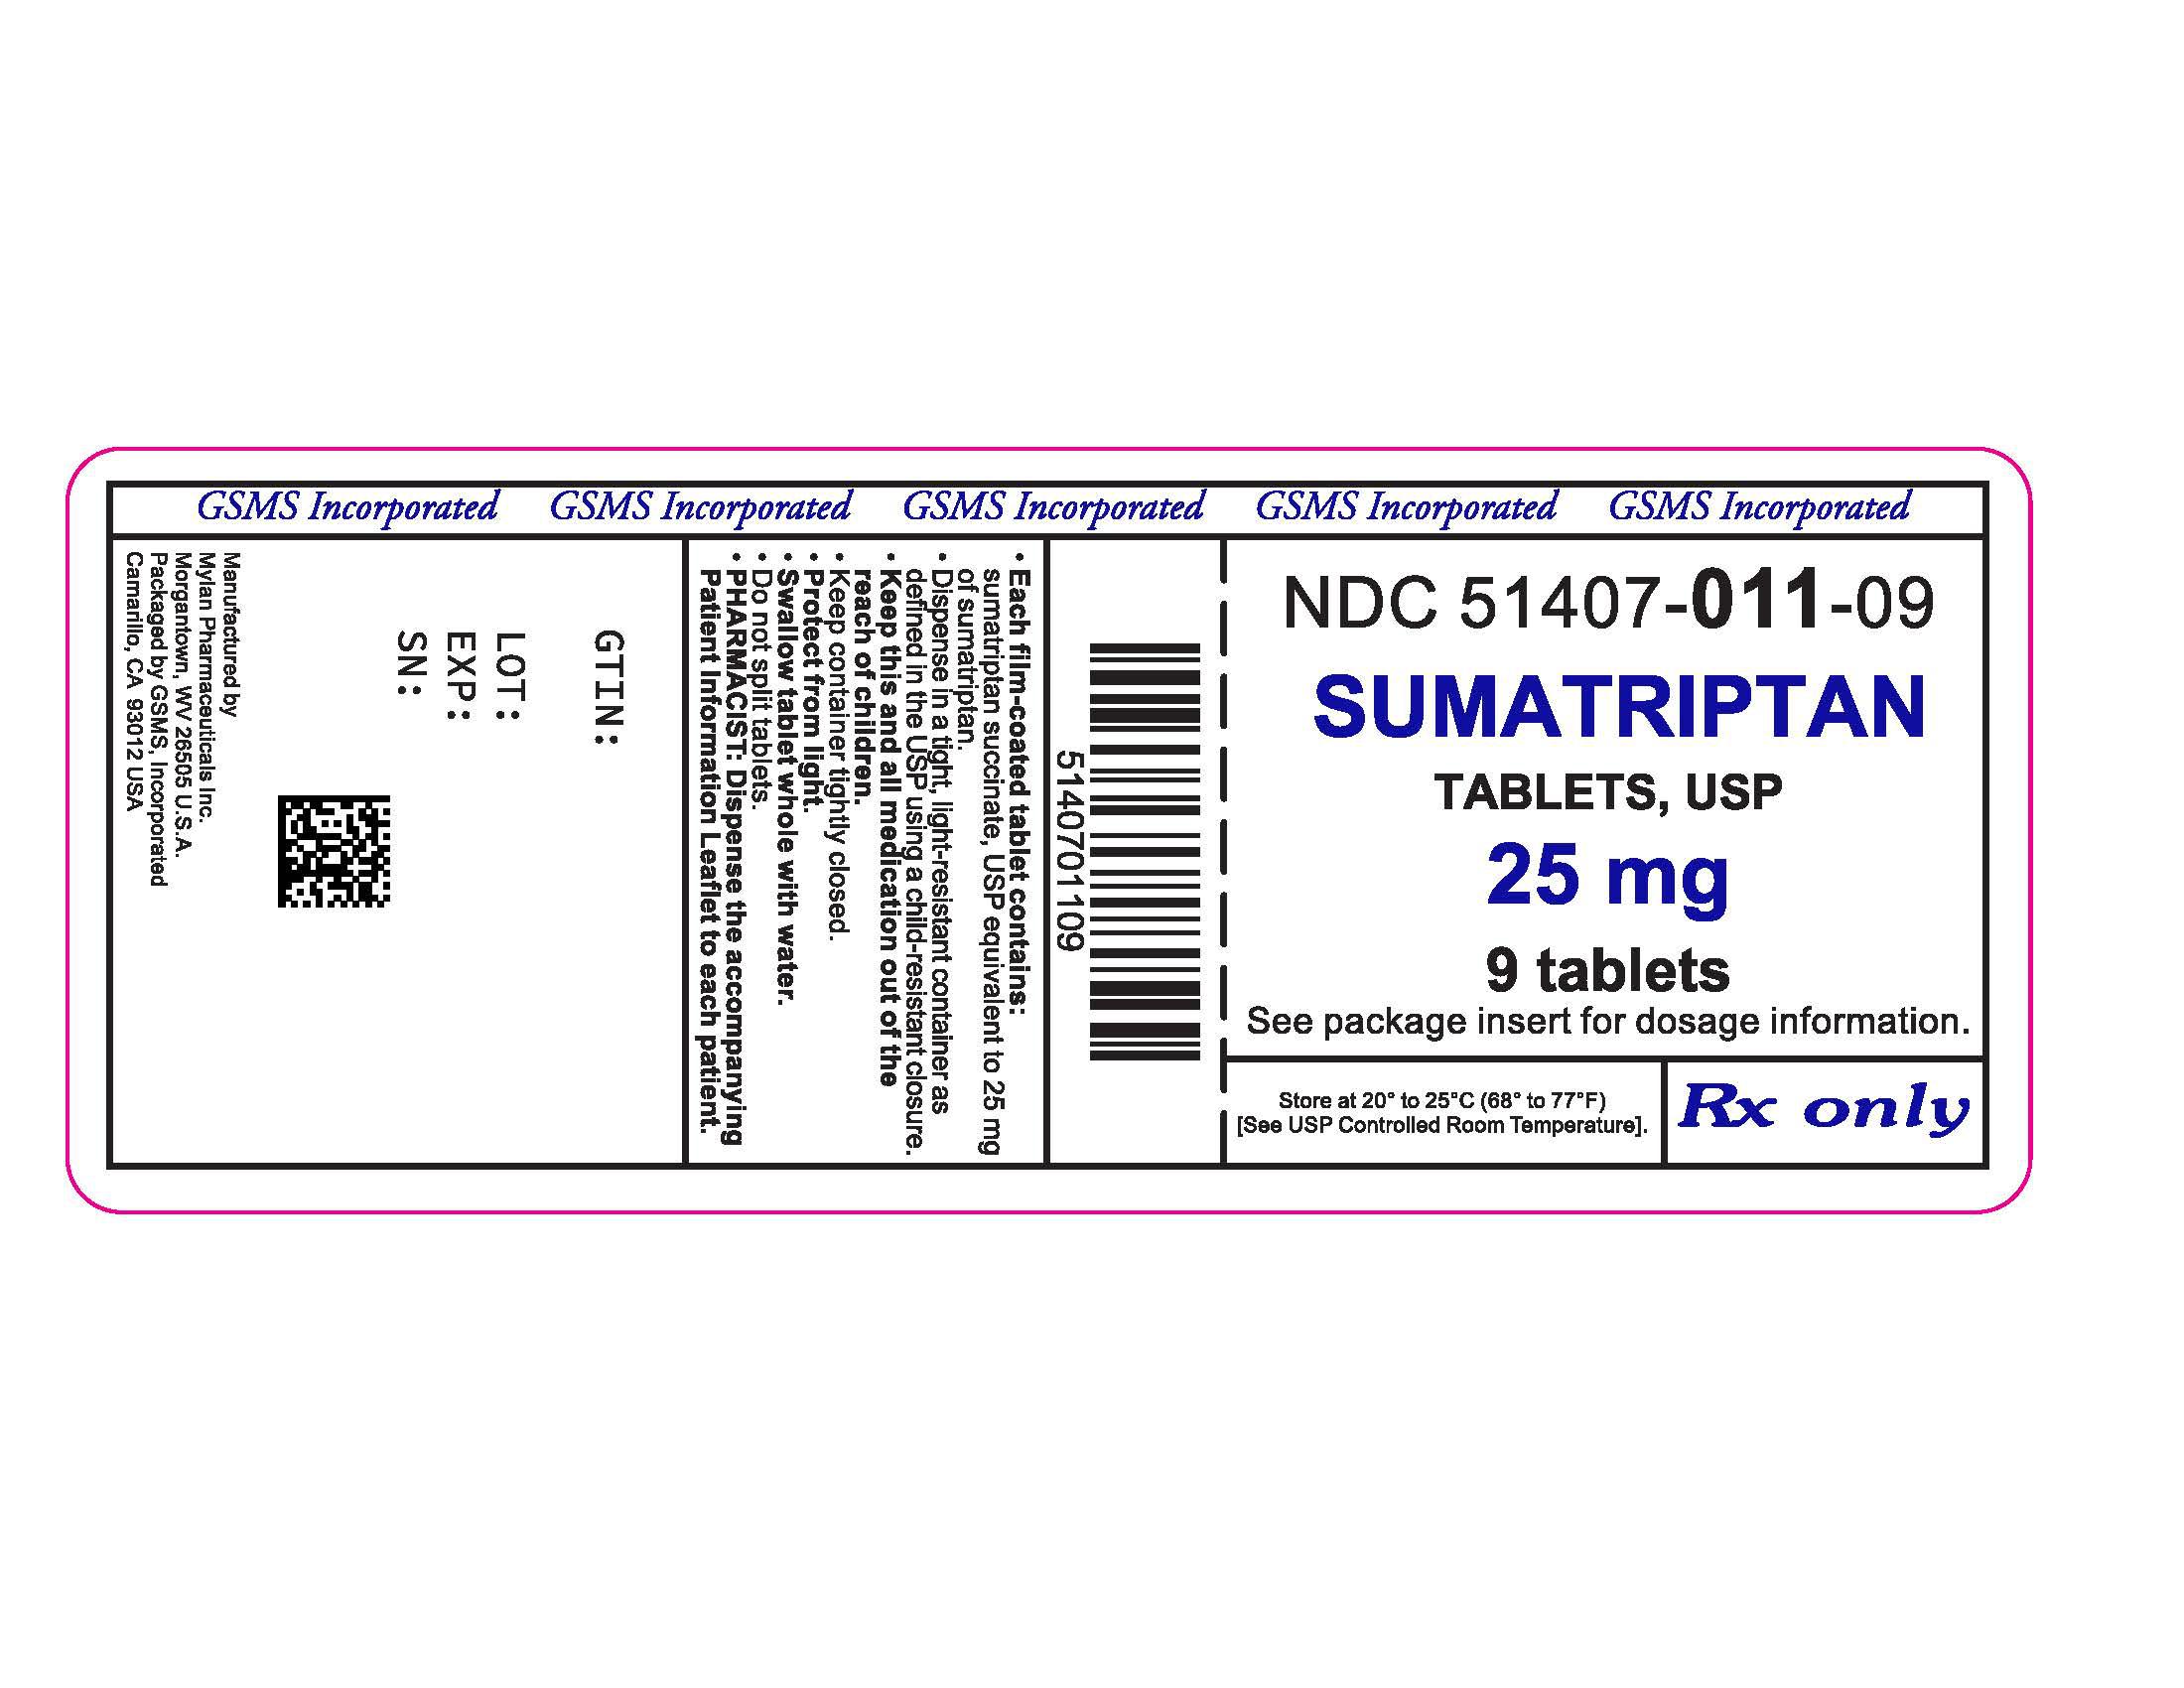 GSMS Incorporated GSMS Incorporated GSMS Incorporated GSMS Incorporated GSMS Incorporated
NDC 51407-011-09
SUMATRIPTAN
TABLETS, USP
25 mg
9 tablets
See package insert for dosage information.
Store at 20° to 25°C (68° to 77°F)
[See USP Controlled Room Temperature].
Rx only
5140701109
• Each film-coated tablet contains:
sumatriptan succinate, USP equivalent to 25 mg
of sumatriptan.
• Dispense in a tight, light-resistant container as
defined in the USP using a child-resistant closure.
• Keep this and all medication out of the
reach of children.
• Keep container tightly closed.
• Protect from light.
• Swallow tablet whole with water.
• Do not split tablets.
• PHARMACIST: Dispense the accompanying
Patient Information Leaflet to each patient.
GTIN:
LOT:
EXP:
SN:
Manufactured by
Mylan Pharmaceuticals Inc.
Morgantown, WV 26505 U.S.A.
Packaged by GSMS, Incorporated
Camarillo, CA 93012 USA